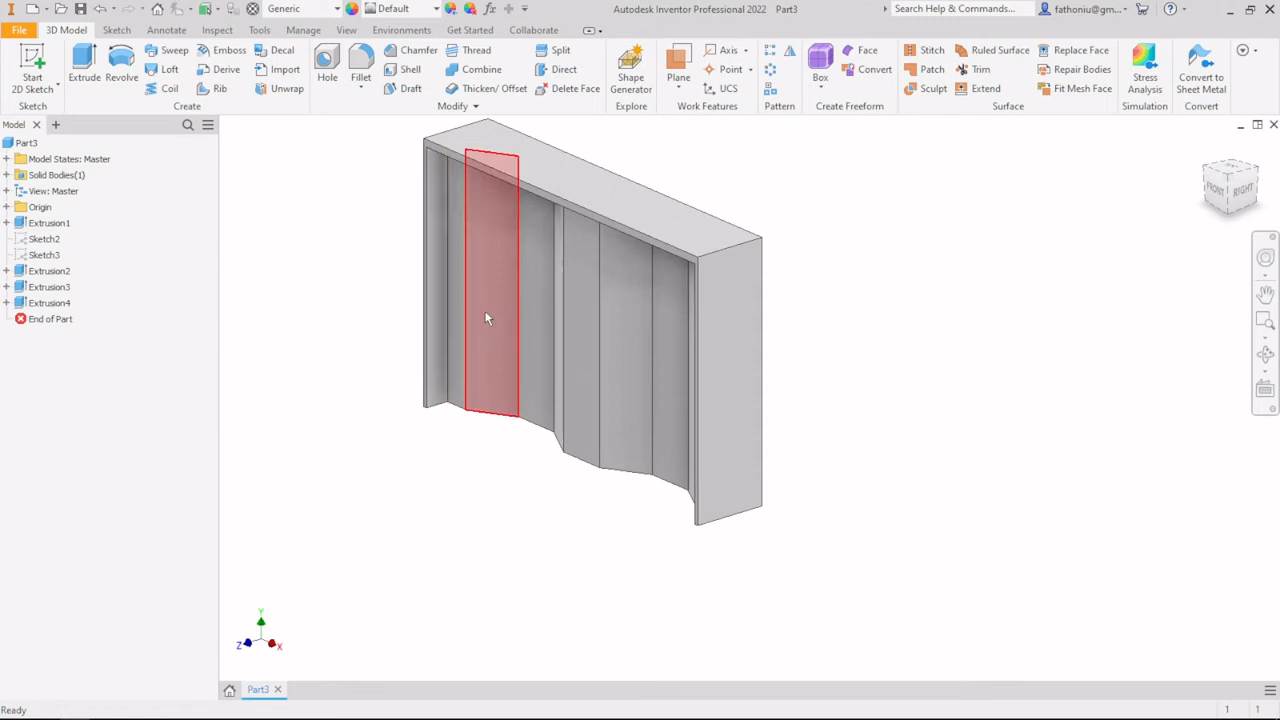 Generic
Default
Autodesk Inventor Professional 2022 Part3
Search Help & Commands...
fathoniu@gm...
File
3D Model
Sketch
Annotate
Inspect
Tools
Manage
View
Environments
Get Started
Collaborate
Start
2D Sketch
Sketch
Extrude
Revolve
Sweep
Emboss
Decal
Loft
Derive
Import
Coil
Rib
Unwrap
Create
Hole
Fillet
Chamfer
Thread
Split
Shell
Combine
Direct
Draft
Thicken/ Offset
Delete Face
Modify
Shape
Generator
Explore
Plane
Axis
Point
UCS
Work Features
Pattern
Box
Face
Convert
Create Freeform
Stitch
Ruled Surface
Replace Face
Patch
Trim
Repair Bodies
Sculpt
Extend
Fit Mesh Face
Surface
Stress
Analysis
Simulation
Convert to
Sheet Metal
Convert
Model
Part3
Model States: Master
Solid Bodies(1)
View: Master
Origin
Extrusion1
Sketch2
Sketch3
Extrusion2
Extrusion3
Extrusion4
End of Part
FRONT
RIGHT
Y
Z
X
Part3
Ready
1
1